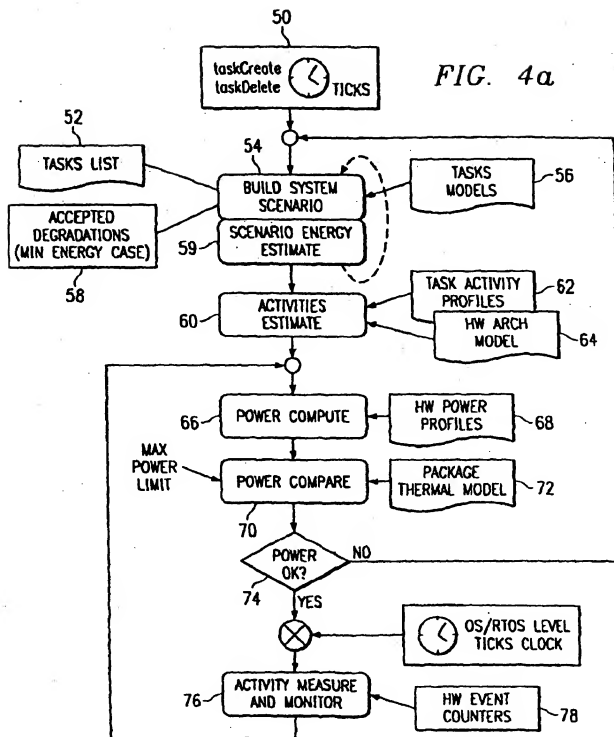 50
taskCreate
taskDelete
TICKS
FIG. 4a
52
TASKS LIST
54
BUILD SYSTEM
SCENARIO
TASKS
MODELS
56
ACCEPTED
DEGRADATIONS
(MIN ENERGY CASE)
58
59
SCENARIO ENERGY
ESTIMATE
60
ACTIVITIES
ESTIMATE
TASK ACTIVITY
PROFILES
62
HW ARCH
MODEL
64
66
POWER COMPUTE
HW POWER
PROFILES
68
MAX
POWER
LIMIT
POWER COMPARE
70
PACKAGE
THERMAL MODEL
72
POWER
OK?
NO
74
YES
OS/RTOS LEVEL
TICKS CLOCK
76
ACTIVITY MEASURE
AND MONITOR
HW EVENT
COUNTERS
78